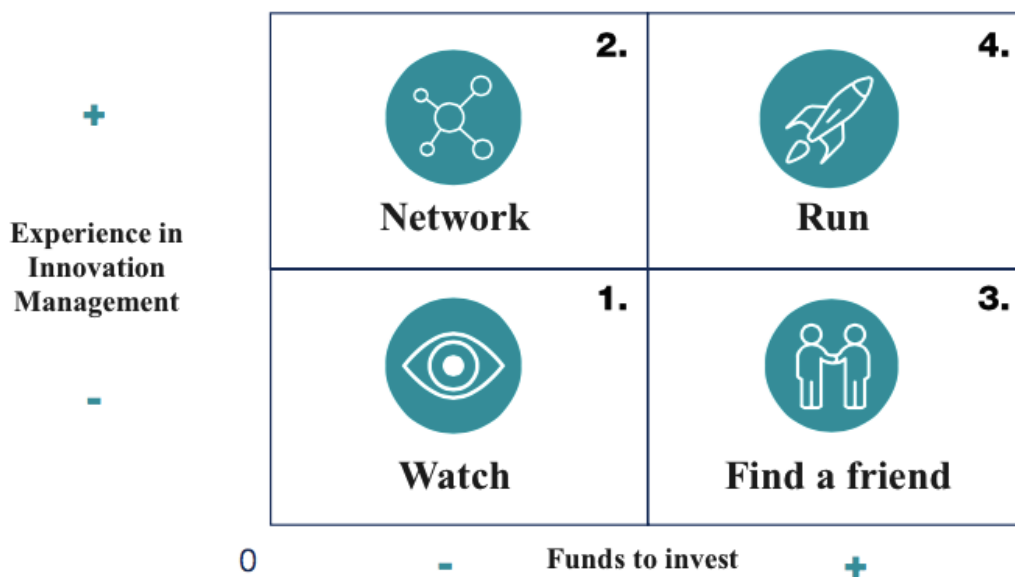 2.
4.
+
Network
Run
Experience in
Innovation
Management
1.
3.
-
Watch
Find a friend
0
-
Funds to invest
+